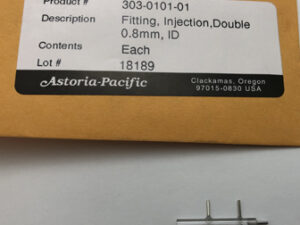 Product # 303-0101-01
Description Fitting, Injection,Double
0.8mm, ID
Contents Each
Lot # 18189
Astoria-Pacific Clackamas, Oregon
97015-0830 USA